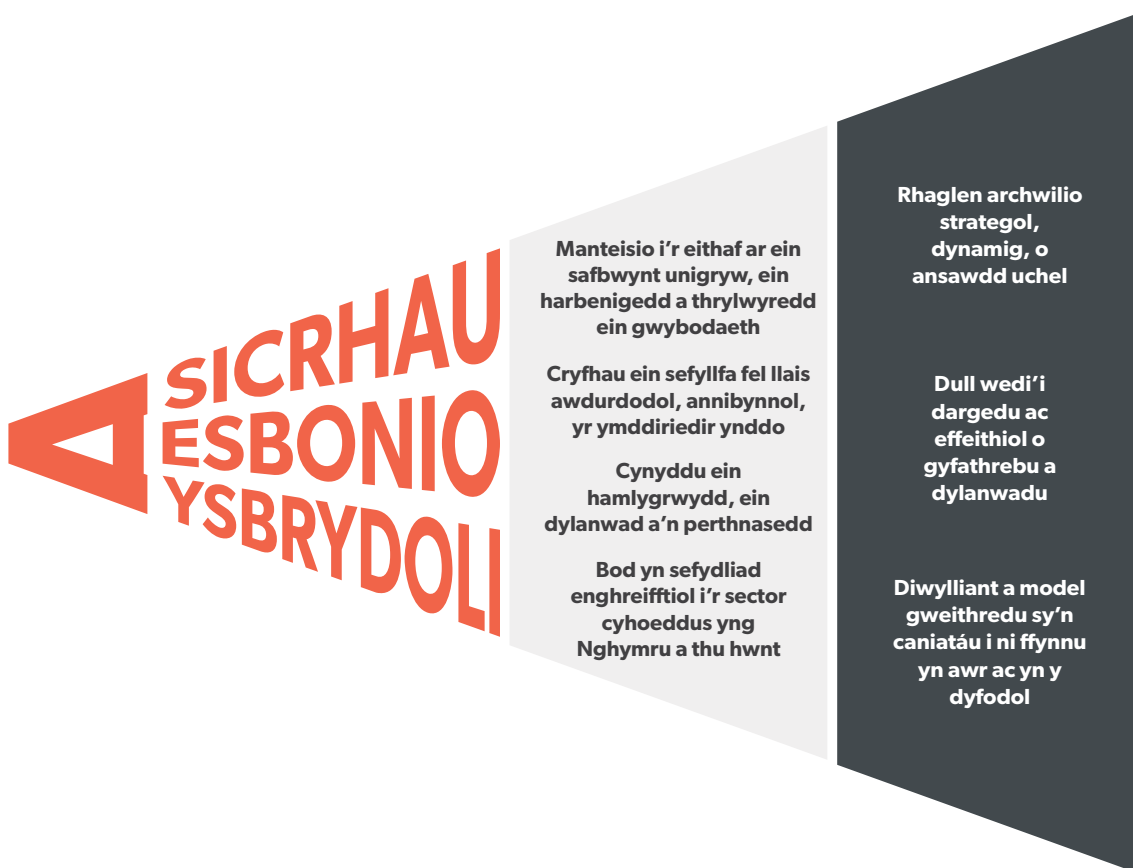 A
SICRHAU
ESBONIO
YSBRYDOLI
Manteisio i’r eithaf ar ein
safbwynt unigryw, ein
harbenigedd a thrylwyredd
ein gwybodaeth
Cryfhau ein sefyllfa fel llais
awdurdodol, annibynnol,
yr ymddiriedir ynddo
Cynyddu ein
hamlygrwydd, ein
dylanwad a’n perthnasedd
Bod yn sefydliad
enghreifftiol i’r sector
cyhoeddus yng
Nghymru a thu hwnt
Rhaglen archwilio
strategol,
dynamig, o
ansawdd uchel
Dull wedi’i
dargedu ac
effeithiol o
gyfathrebu a
dylanwadu
Diwylliant a model
gweithredu sy’n
caniatáu i ni ffynnu
yn awr ac yn y
dyfodol